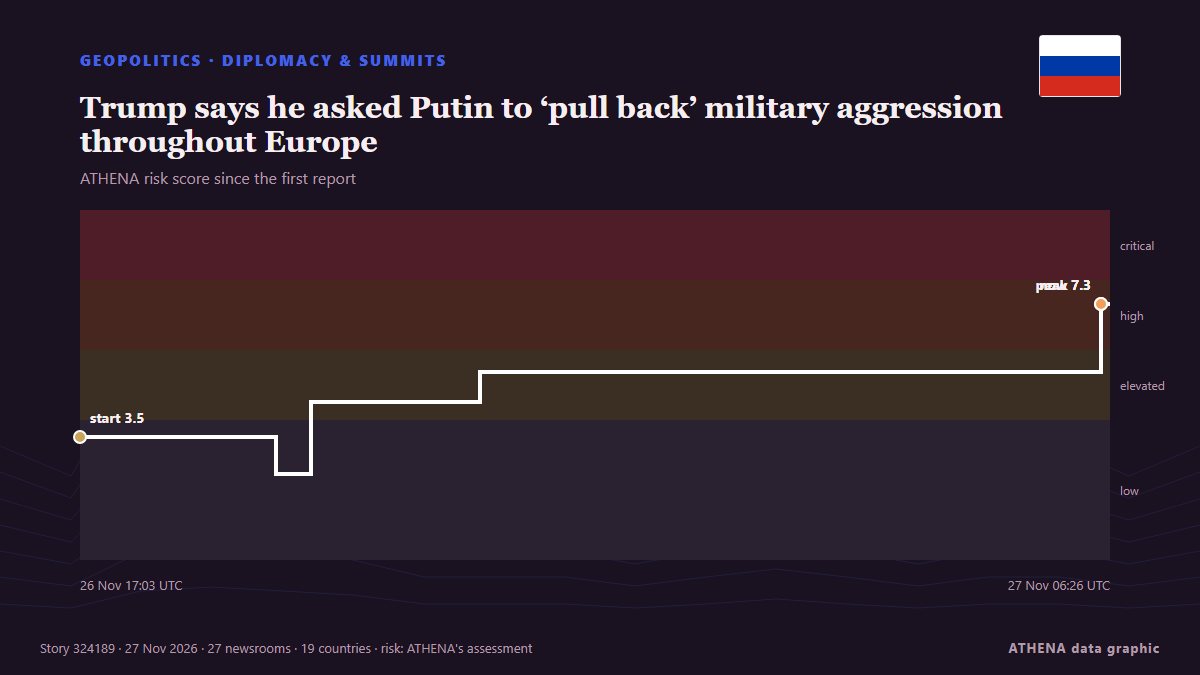 GEOPOLITICS · DIPLOMACY & SUMMITS
Trump says he asked Putin to ‘pull back’ military aggression
throughout Europe
ATHENA risk score since the first report
critical
peak 7.3
high
elevated
start 3.5
low
26 Nov 17:03 UTC
27 Nov 06:26 UTC
Story 324189 · 27 Nov 2026 · 27 newsrooms · 19 countries · risk: ATHENA's assessment
ATHENA data graphic